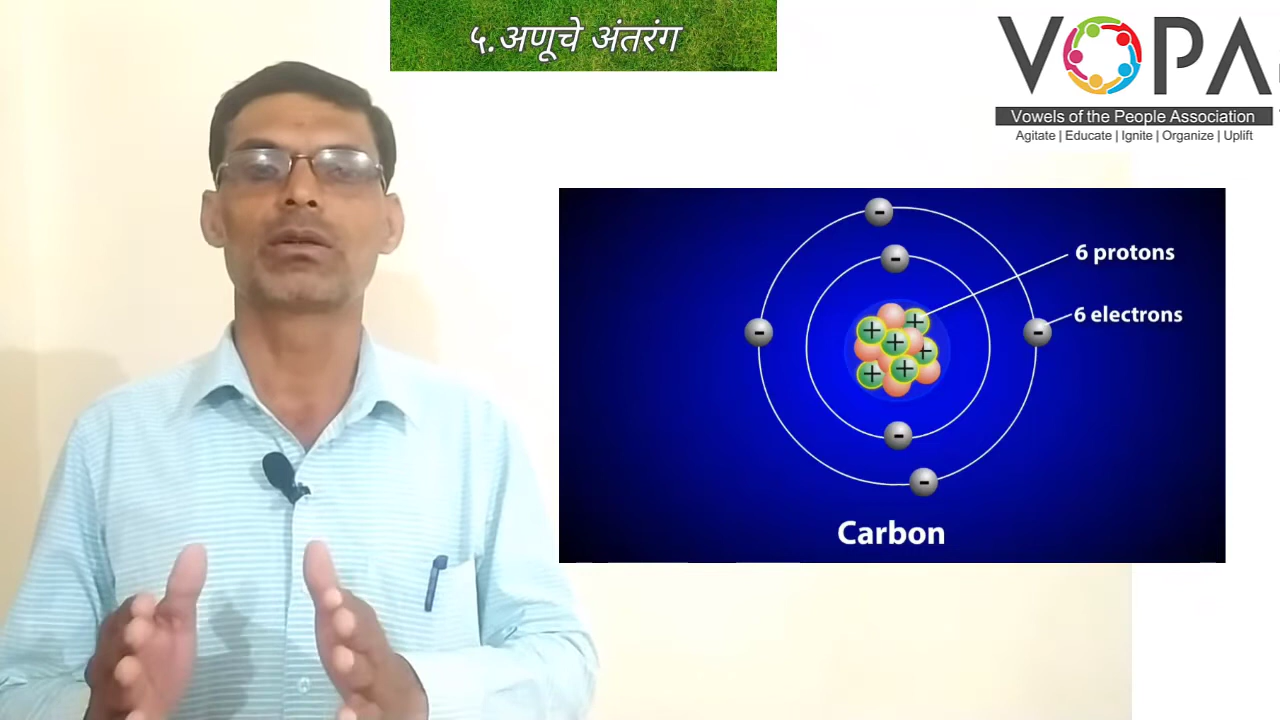 ५.अणूचे अंतरंग
VOPA
Vowels of the People Association
Agitate | Educate | Ignite | Organize | Uplift
6 protons
6 electrons
Carbon